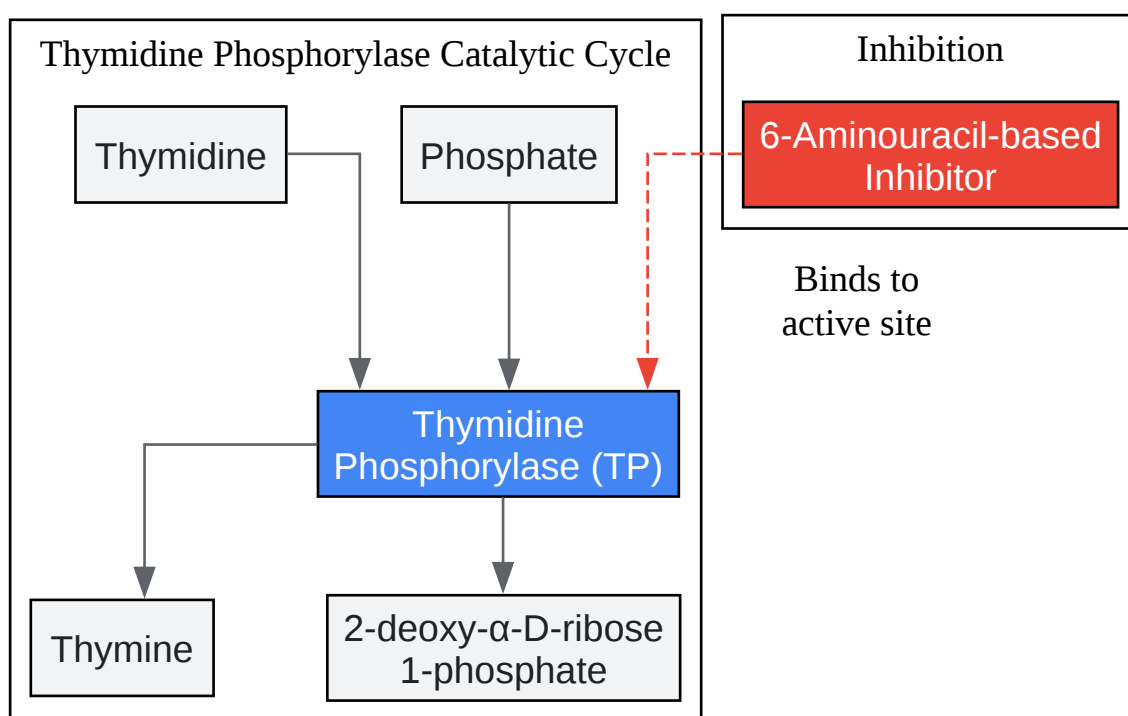 Thymidine Phosphorylase Catalytic Cycle
Thymidine
Phosphate
Thymidine
Phosphorylase (TP)
Thymine
2-deoxy-α-D-ribose
1-phosphate
Inhibition
6-Aminouracil-based
Inhibitor
Binds to
active site